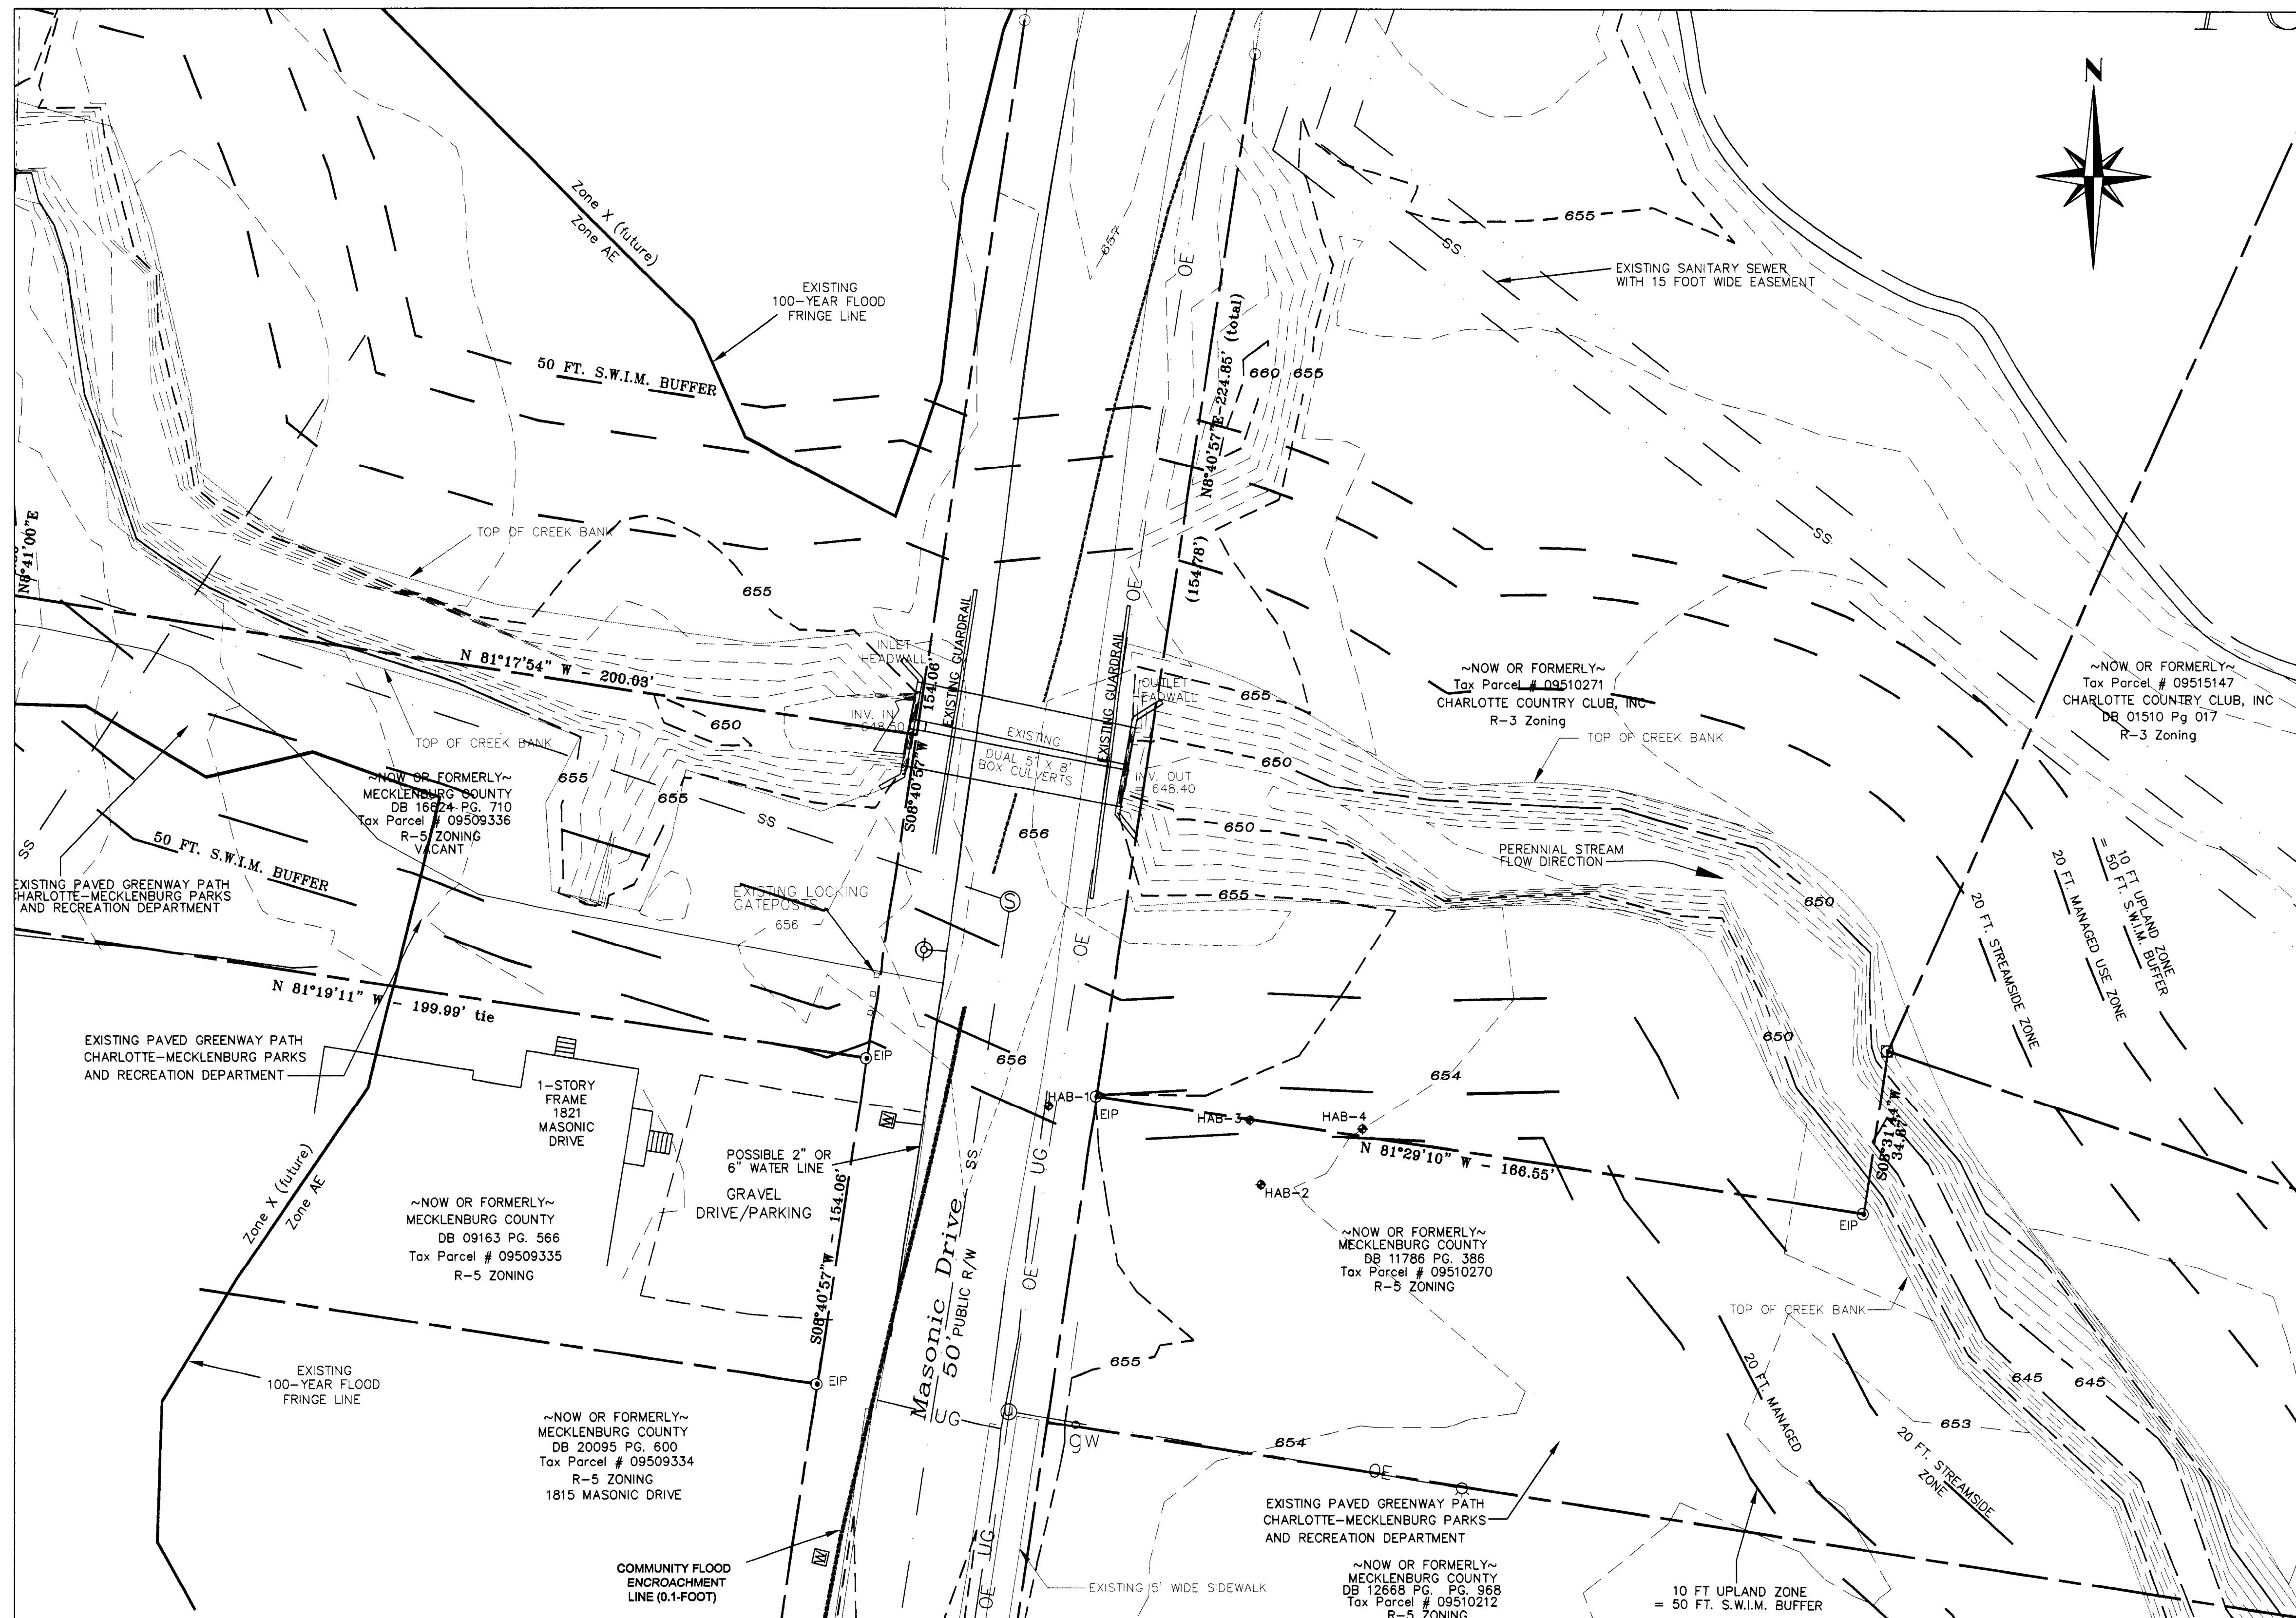 N
Zone X (future)
Zone AE
EXISTING
100-YEAR FLOOD
FRINGE LINE
50 FT. S.W.I.M. BUFFER
657
OE
655
SS
EXISTING SANITARY SEWER
WITH 15 FOOT WIDE EASEMENT
N8°40'57"E-224.85' (total)
660
655
(154.78')
SS
N8°41'00"E
TOP OF CREEK BANK
655
OE
N 81°17'54" W - 200.03'
INLET
HEADWALL
154.06'
S08°40'57"W
EXISTING GUARDRAIL
EXISTING GUARDRAIL
INV. IN
= 648.50
650
TOP OF CREEK BANK
EXISTING
DUAL 5' X 8'
BOX CULVERTS
OUTLET
HEADWALL
INV. OUT
648.40
655
650
650
655
~NOW OR FORMERLY~
Tax Parcel # 09510271
CHARLOTTE COUNTRY CLUB, INC
R-3 Zoning
TOP OF CREEK BANK
~NOW OR FORMERLY~
Tax Parcel # 09515147
CHARLOTTE COUNTRY CLUB, INC
DB 01510 Pg 017
R-3 Zoning
~NOW OR FORMERLY~
MECKLENBURG COUNTY
DB 16624 PG. 710
Tax Parcel # 09509336
R-5 ZONING
VACANT
655
655
SS
SS
50 FT. S.W.I.M. BUFFER
EXISTING PAVED GREENWAY PATH
CHARLOTTE-MECKLENBURG PARKS
AND RECREATION DEPARTMENT
EXISTING LOCKING
GATEPOSTS
656
656
S
OE
PERENNIAL STREAM
FLOW DIRECTION
650
20 FT. STREAMSIDE ZONE
20 FT. MANAGED USE ZONE
10 FT UPLAND ZONE
= 50 FT. S.W.I.M. BUFFER
N 81°19'11" W - 199.99' tie
EXISTING PAVED GREENWAY PATH
CHARLOTTE-MECKLENBURG PARKS
AND RECREATION DEPARTMENT
1-STORY
FRAME
1821
MASONIC
DRIVE
EIP
656
HAB-1
EIP
HAB-3
HAB-4
HAB-2
654
650
N 81°29'10" W - 166.55'
S08°31'44"W
34.87'
EIP
W
POSSIBLE 2" OR
6" WATER LINE
GRAVEL
DRIVE/PARKING
SS
UG
OE
Zone X (future)
Zone AE
~NOW OR FORMERLY~
MECKLENBURG COUNTY
DB 09163 PG. 566
Tax Parcel # 09509335
R-5 ZONING
S08°40'57"W - 154.06'
Masonic Drive
50' PUBLIC R/W
~NOW OR FORMERLY~
MECKLENBURG COUNTY
DB 11786 PG. 386
Tax Parcel # 09510270
R-5 ZONING
TOP OF CREEK BANK
655
EXISTING
100-YEAR FLOOD
FRINGE LINE
EIP
UG
gw
654
OE
20 FT. MANAGED
645
645
653
20 FT. STREAMSIDE
ZONE
~NOW OR FORMERLY~
MECKLENBURG COUNTY
DB 20095 PG. 600
Tax Parcel # 09509334
R-5 ZONING
1815 MASONIC DRIVE
EXISTING PAVED GREENWAY PATH
CHARLOTTE-MECKLENBURG PARKS
AND RECREATION DEPARTMENT
W
UG
OE
COMMUNITY FLOOD
ENCROACHMENT
LINE (0.1-FOOT)
EXISTING 5' WIDE SIDEWALK
~NOW OR FORMERLY~
MECKLENBURG COUNTY
DB 12668 PG. PG. 968
Tax Parcel # 09510212
R-5 ZONING
10 FT UPLAND ZONE
= 50 FT. S.W.I.M. BUFFER